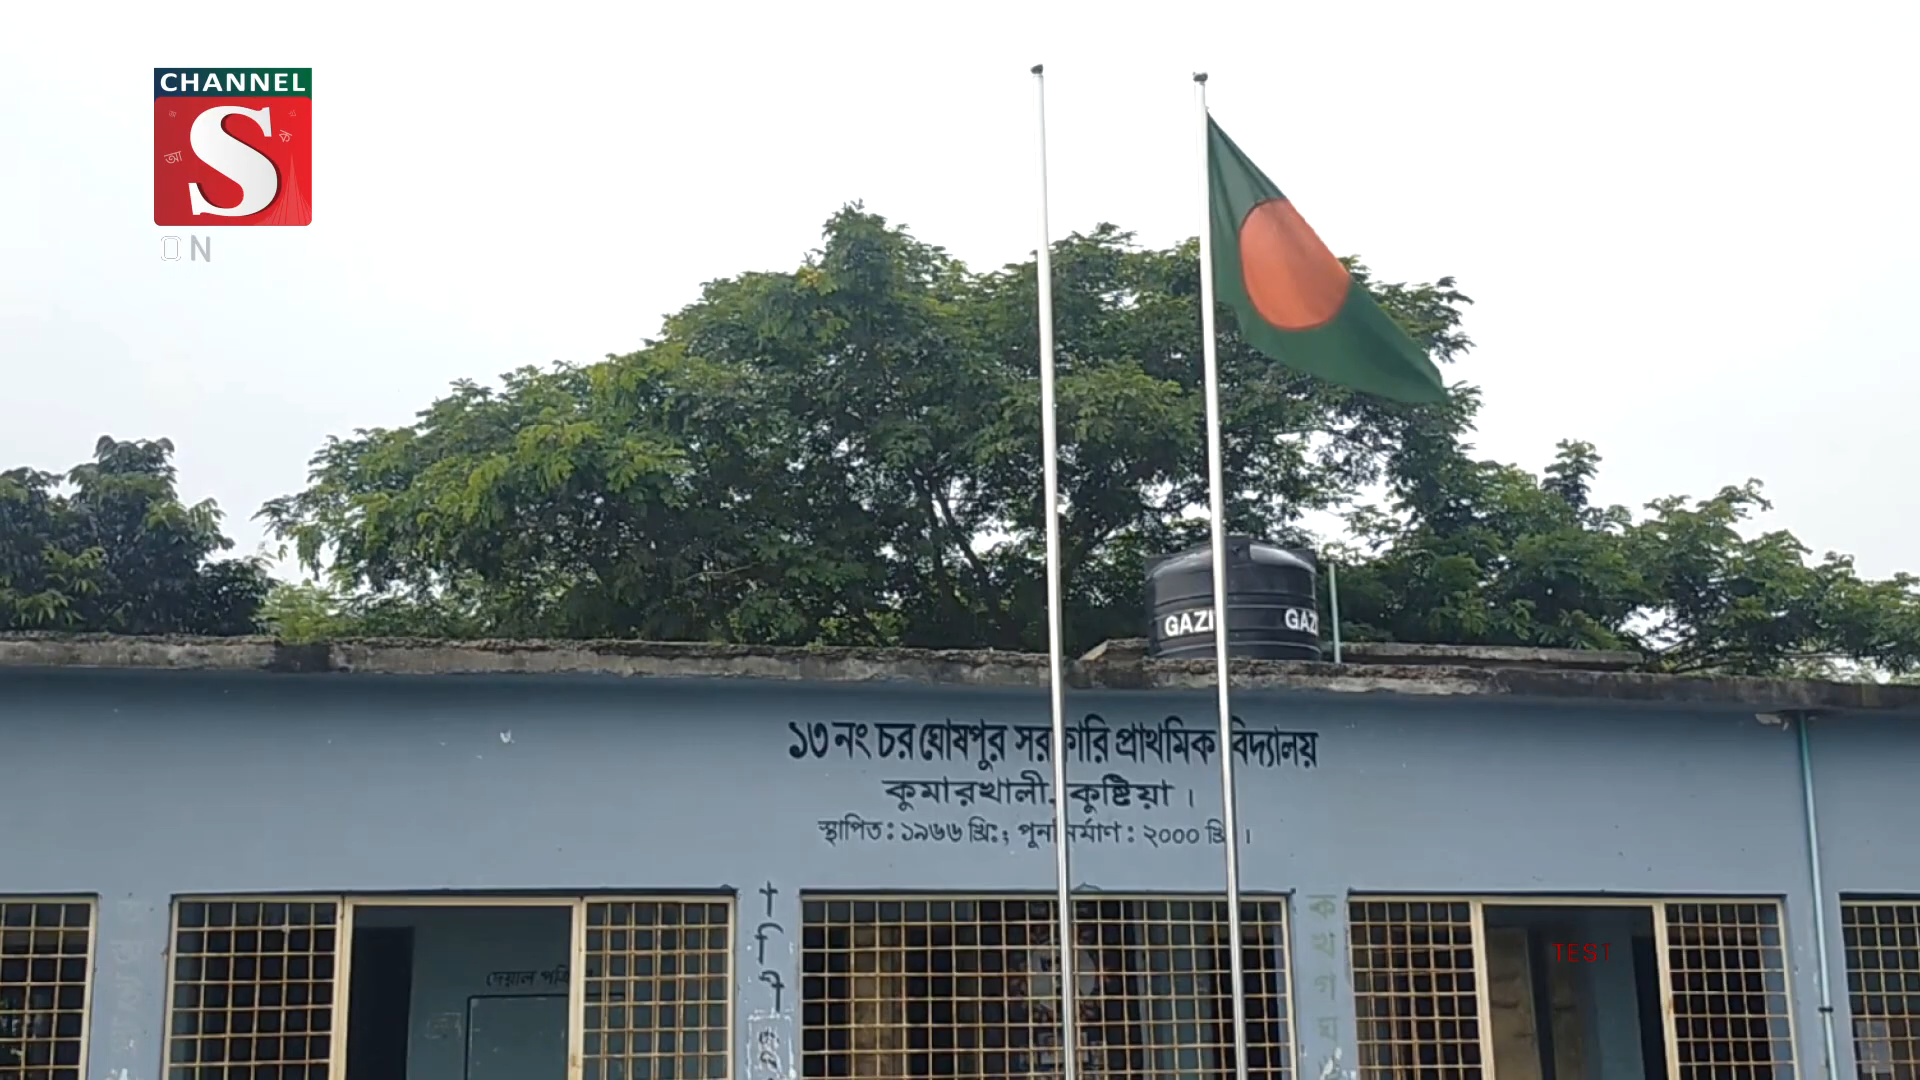 CHANNEL
S
আ ক
N
GAZI GAZI
১৩ নং চর ঘোষপুর সরকারি প্রাথমিক বিদ্যালয়
কুমারখালী, কুষ্টিয়া।
স্থাপিত: ১৯৬৬ খ্রি:; পুনর্নির্মাণ: ২০০০ খ্রি:।
দেয়াল
ক
খ
গ
ঘ
TEST